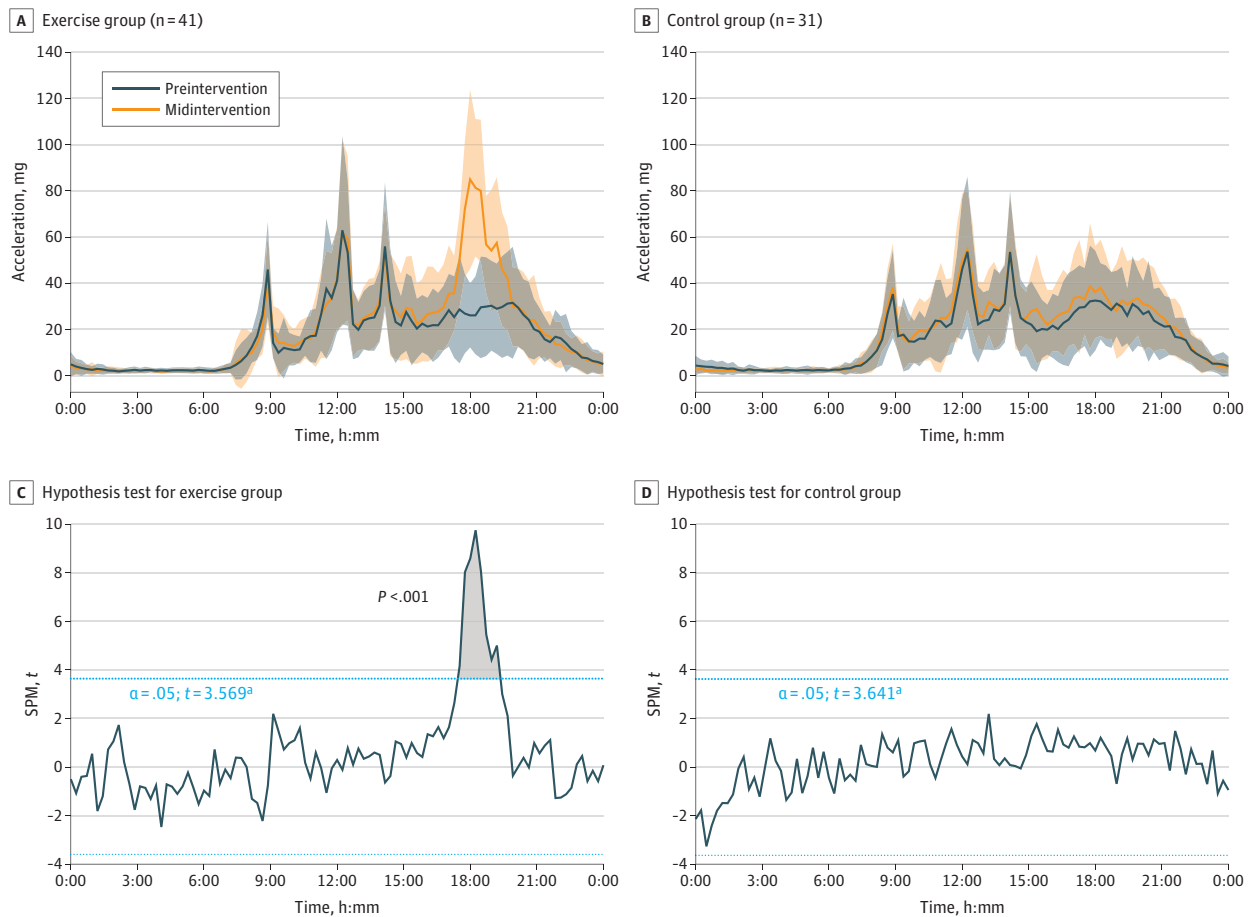 A Exercise group (n = 41)
140
120
100
80
60
40
20
0
Acceleration, mg
Preintervention
Midintervention
0:00 3:00 6:00 9:00 12:00 15:00 18:00 21:00 0:00
Time, h:mm
B Control group (n = 31)
140
120
100
80
60
40
20
0
Acceleration, mg
0:00 3:00 6:00 9:00 12:00 15:00 18:00 21:00 0:00
Time, h:mm
C Hypothesis test for exercise group
10
8
6
4
2
0
-2
-4
SPM, t
P <.001
α = .05; t = 3.569ᵃ
0:00 3:00 6:00 9:00 12:00 15:00 18:00 21:00 0:00
Time, h:mm
D Hypothesis test for control group
10
8
6
4
2
0
-2
-4
SPM, t
α = .05; t = 3.641ᵃ
0:00 3:00 6:00 9:00 12:00 15:00 18:00 21:00 0:00
Time, h:mm